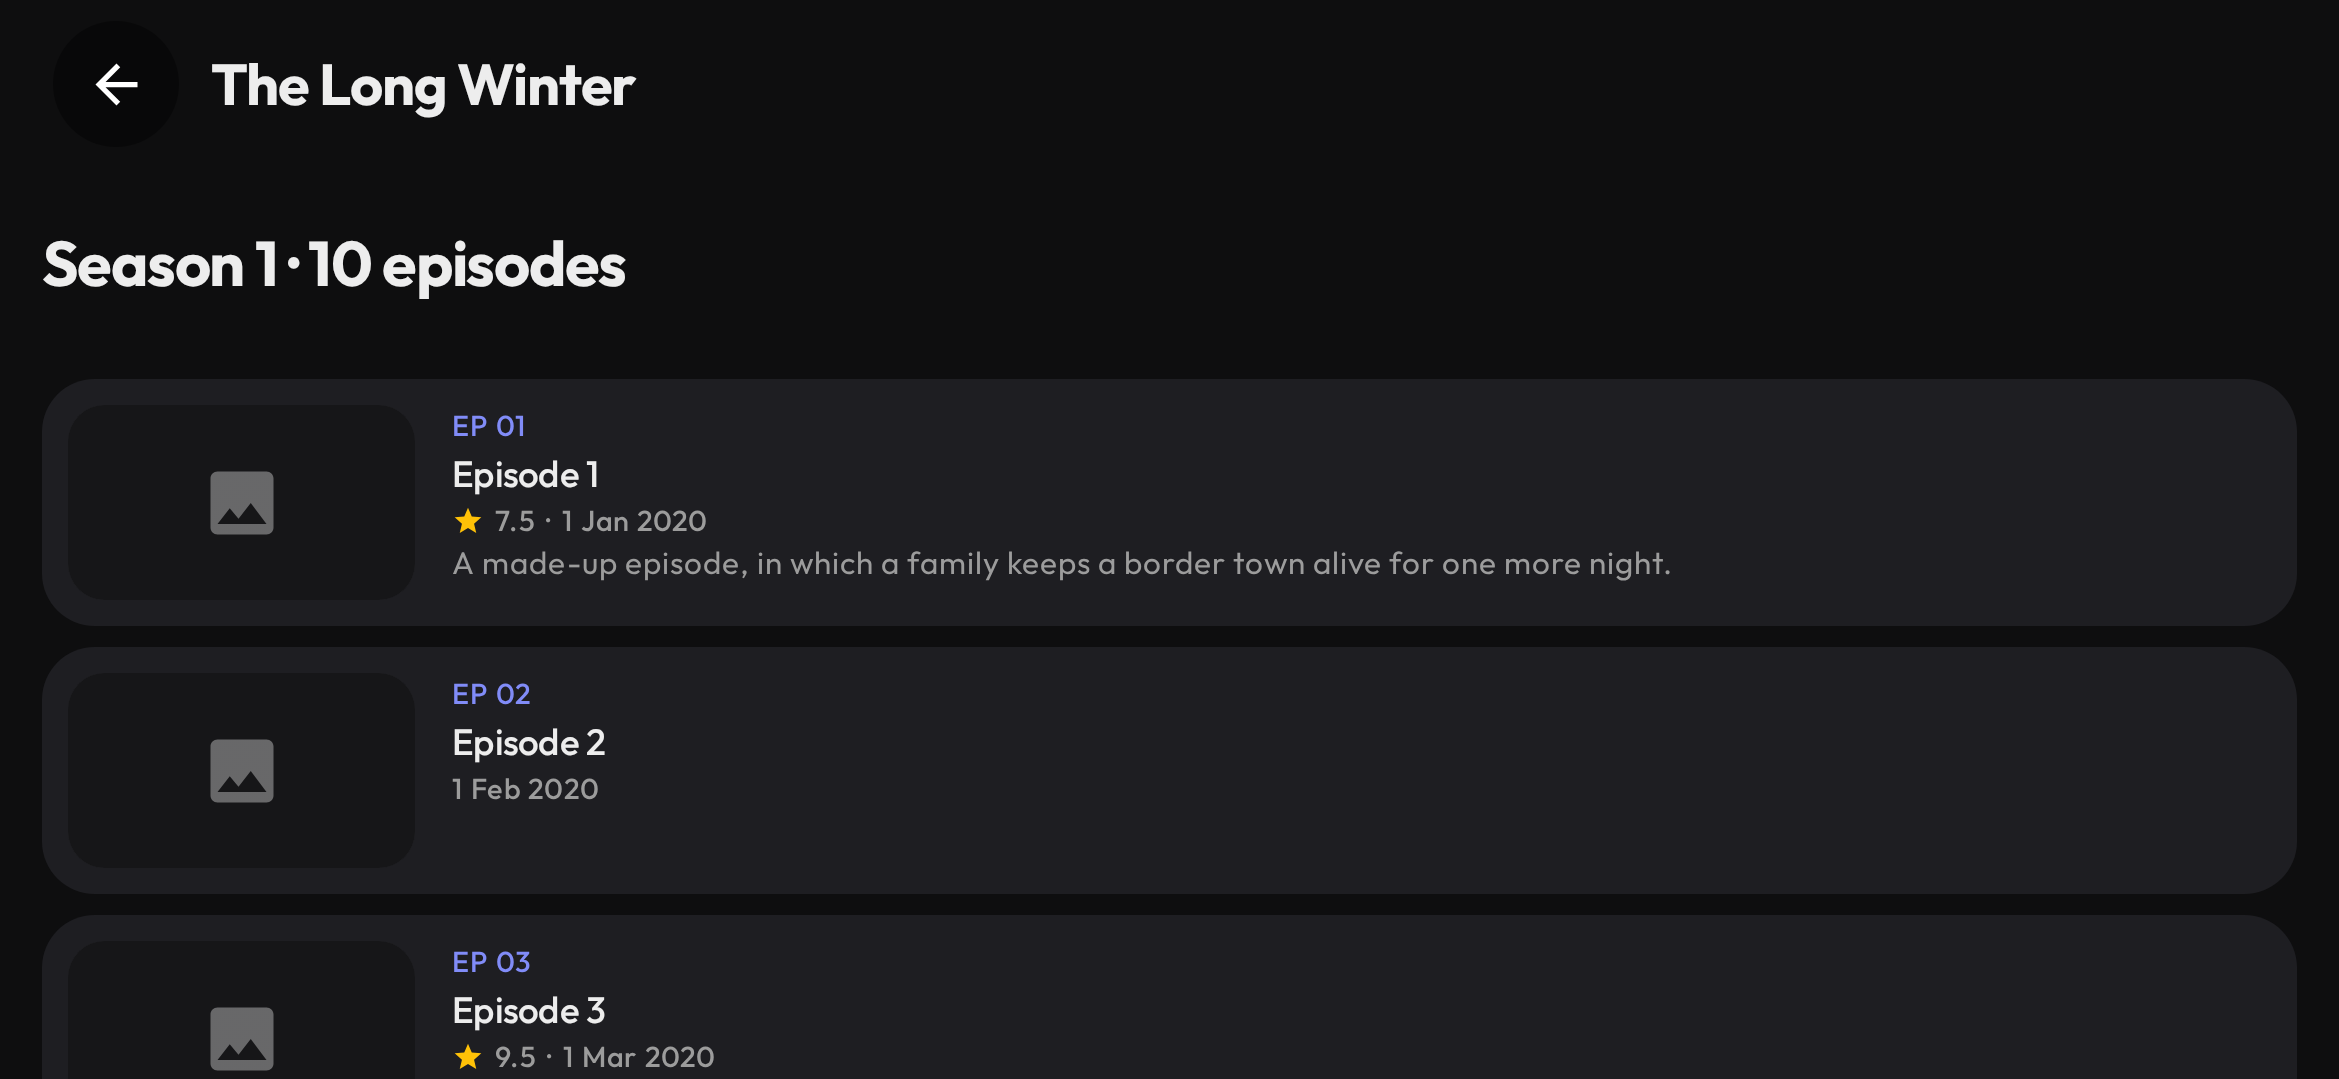 The Long Winter
Season 1 · 10 episodes
EP 01
Episode 1
7.5 · 1 Jan 2020
A made-up episode, in which a family keeps a border town alive for one more night.
EP 02
Episode 2
1 Feb 2020
EP 03
Episode 3
9.5 · 1 Mar 2020